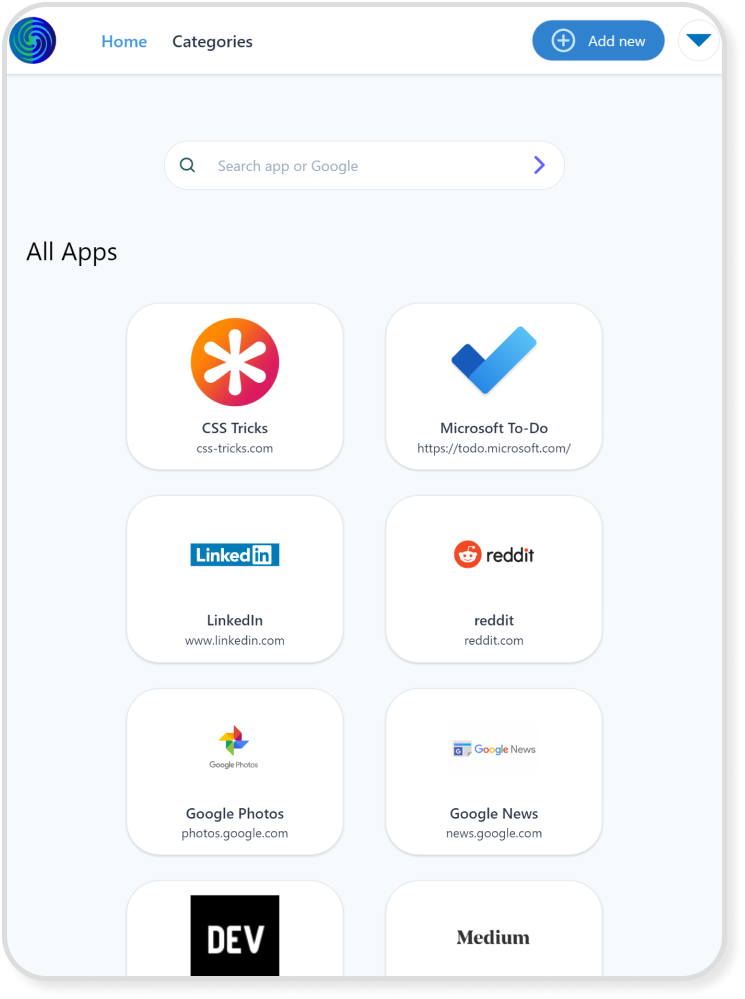 Home Categories Add new
Search app or Google
All Apps
CSS Tricks
css-tricks.com
Microsoft To-Do
https://todo.microsoft.com/
Linked in
LinkedIn
www.linkedin.com
reddit
reddit
reddit.com
Google Photos
Google Photos
photos.google.com
G Google News
Google News
news.google.com
DEV
Medium